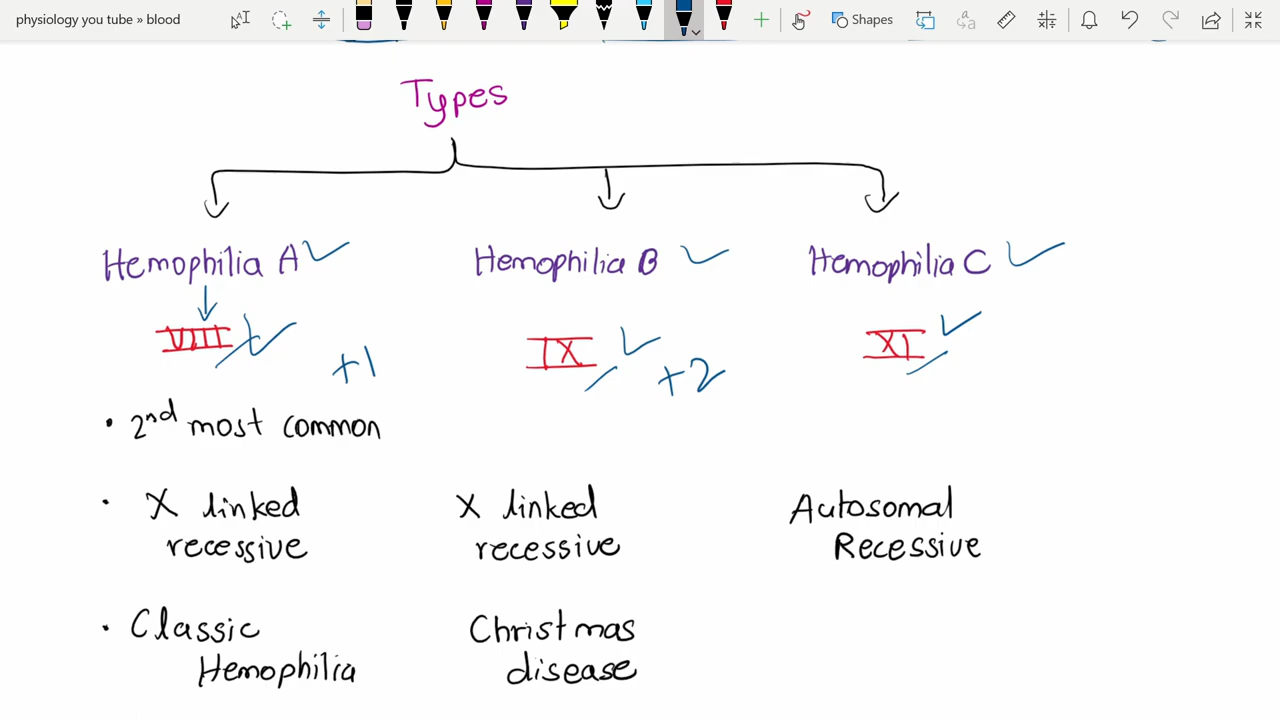 physiology you tube » blood
Shapes
Types
Hemophilia A Hemophilia B Hemophilia C
VIII IX XI
+1 +2
• 2nd most common
• X linked X linked Autosomal
recessive recessive Recessive
• Classic Christmas
Hemophilia disease